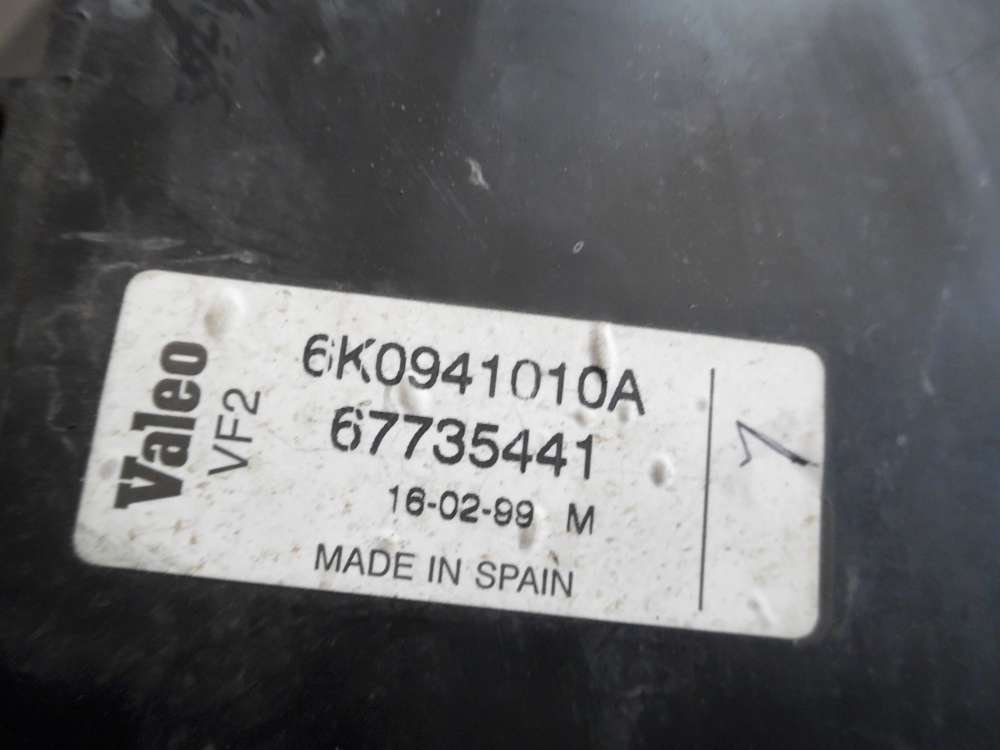 Valeo
VF2
6K0941010A
67735441
16-02-99 M
MADE IN SPAIN